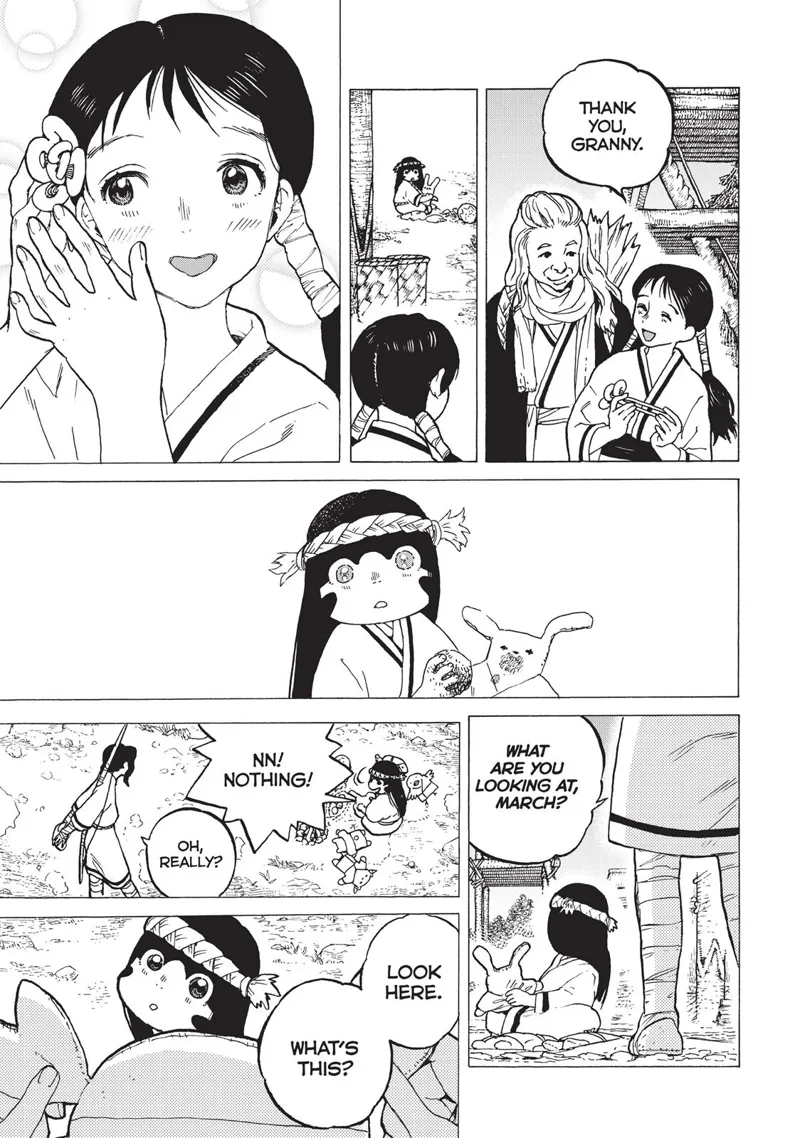 THANK
YOU,
GRANNY.
WHAT
ARE YOU
LOOKING AT,
MARCH?
NN!
NOTHING!
OH,
REALLY?
LOOK
HERE.
WHAT'S
THIS?